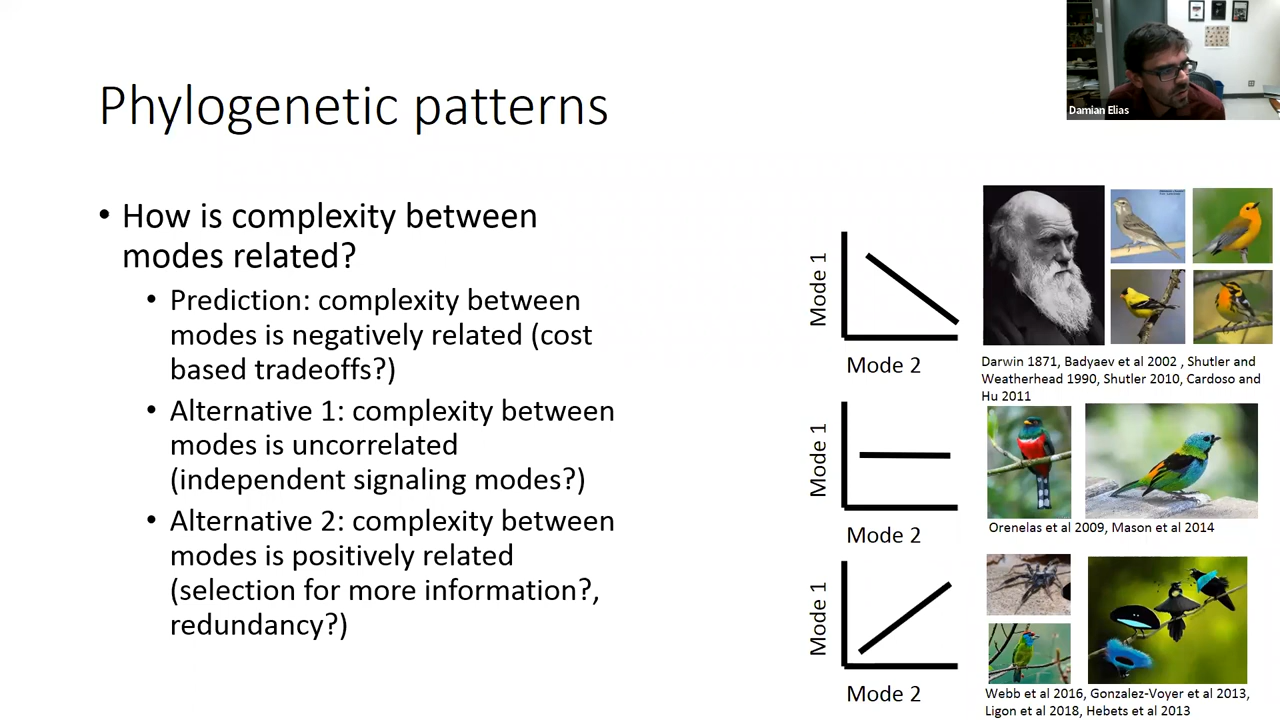 Damian Elias
Phylogenetic patterns
• How is complexity between
modes related?
• Prediction: complexity between
modes is negatively related (cost
based tradeoffs?)
• Alternative 1: complexity between
modes is uncorrelated
(independent signaling modes?)
• Alternative 2: complexity between
modes is positively related
(selection for more information?,
redundancy?)
Mode 1
Mode 2
Darwin 1871, Badyaev et al 2002 , Shutler and
Weatherhead 1990, Shutler 2010, Cardoso and
Hu 2011
Mode 1
Mode 2
Orenelas et al 2009, Mason et al 2014
Mode 1
Mode 2
Webb et al 2016, Gonzalez-Voyer et al 2013,
Ligon et al 2018, Hebets et al 2013